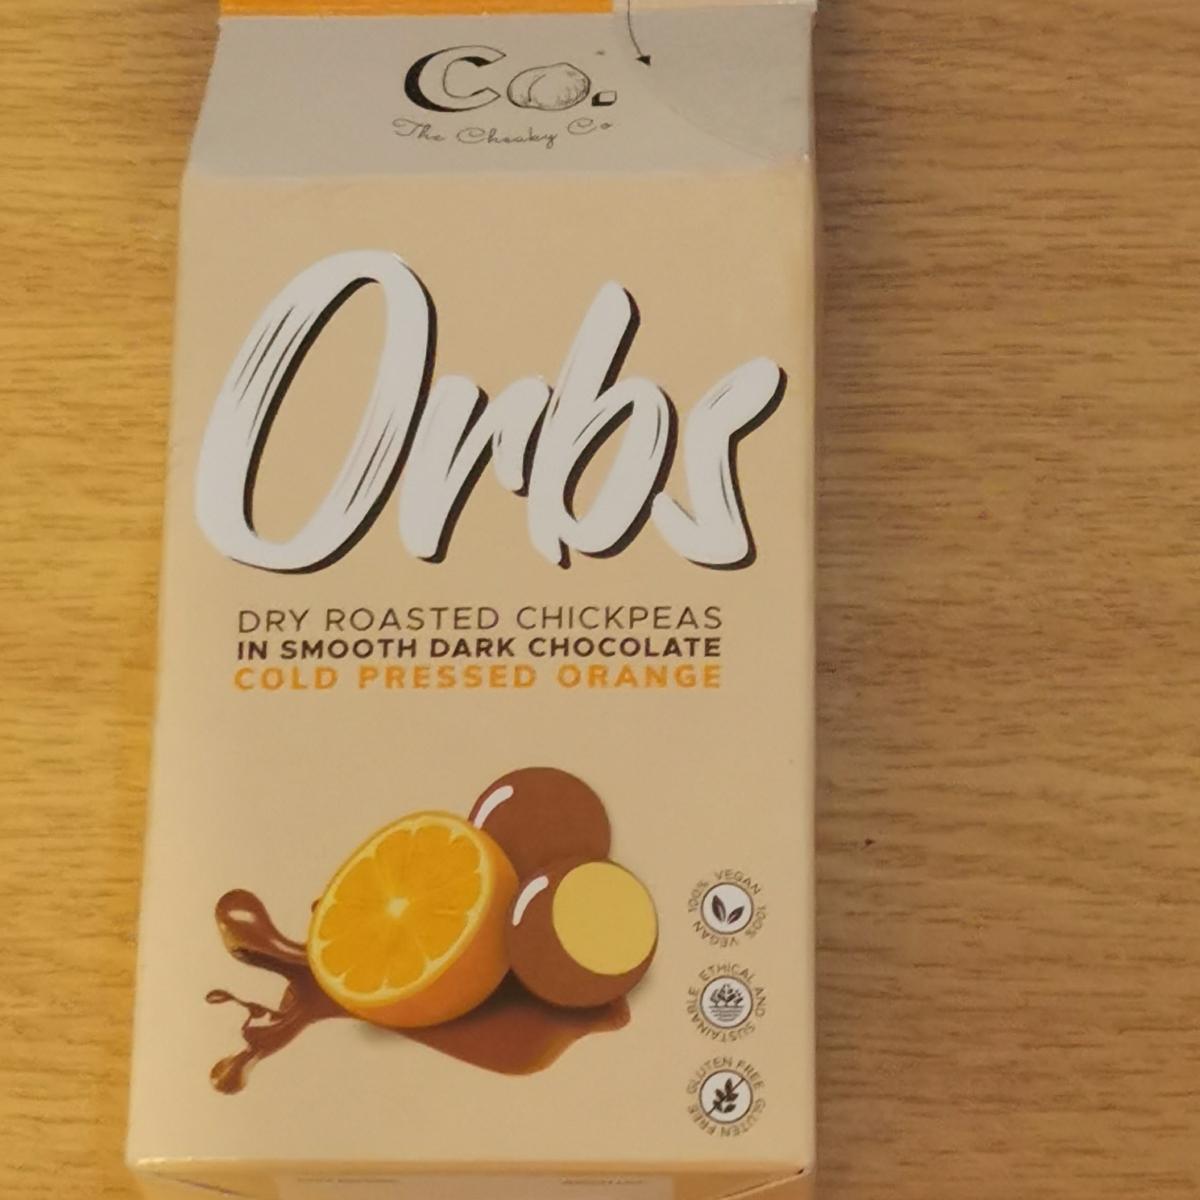 Co.
The Cheeky Co
Orbs
DRY ROASTED CHICKPEAS
IN SMOOTH DARK CHOCOLATE
COLD PRESSED ORANGE
100% VEGAN 100% VEGAN
ETHICAL AND SUSTAINABLE
GLUTEN FREE GLUTEN FREE